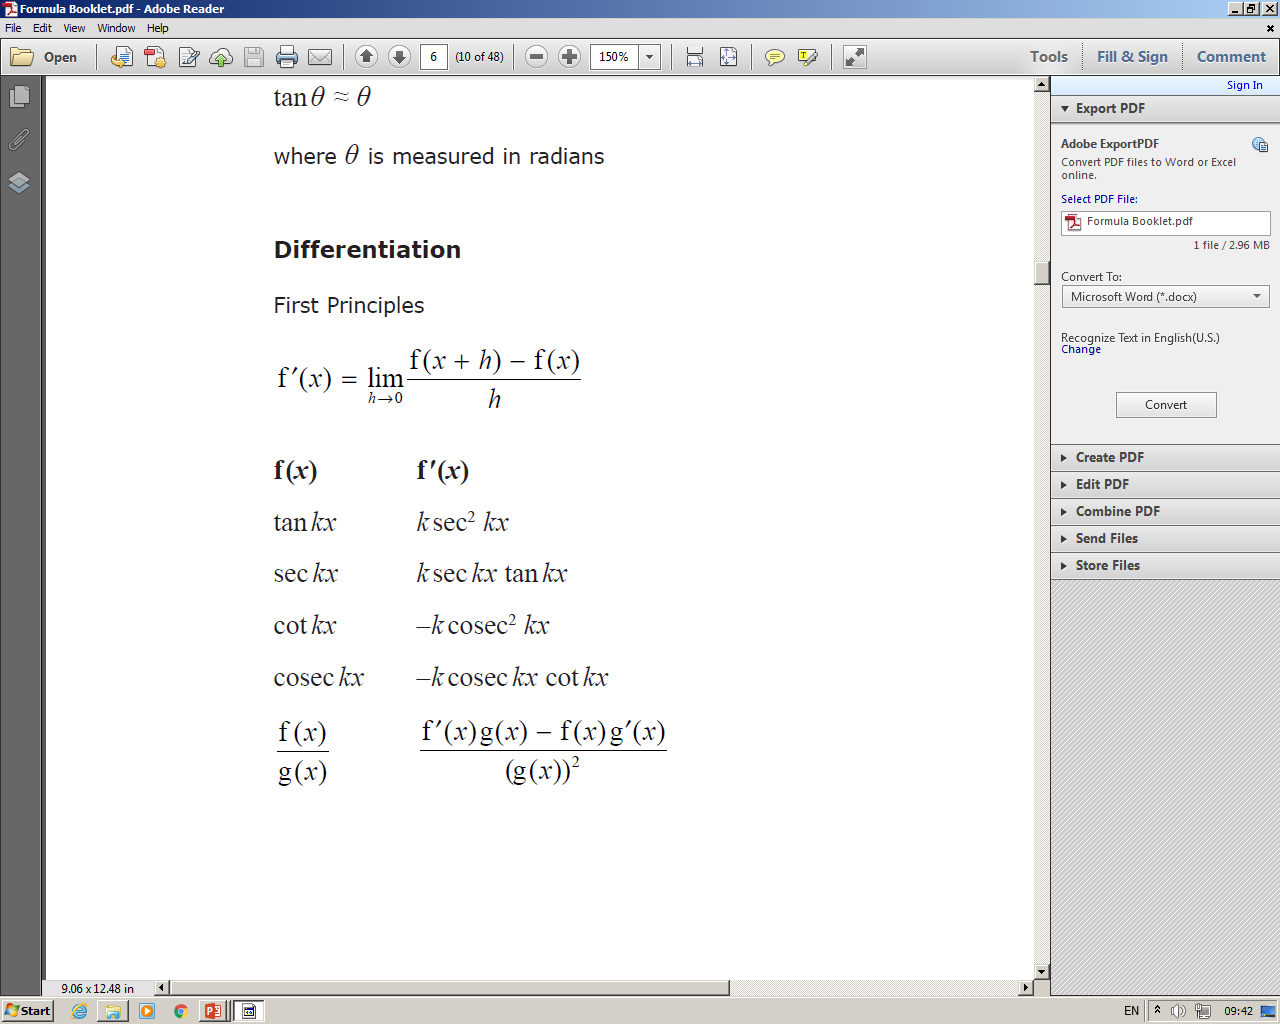 Formula Booklet.pdf - Adobe Reader
File Edit View Window Help
Open 6 (10 of 48) 150% Tools Fill & Sign Comment
Sign In
tan θ ≈ θ
where θ is measured in radians
Differentiation
First Principles
f′(x) = lim h→0 f(x + h) − f(x) / h
f(x) f′(x)
tan kx k sec² kx
sec kx k sec kx tan kx
cot kx –k cosec² kx
cosec kx –k cosec kx cot kx
f(x) / g(x) f′(x)g(x) − f(x)g′(x) / (g(x))²
Export PDF
Adobe ExportPDF
Convert PDF files to Word or Excel
online.
Select PDF File:
Formula Booklet.pdf
1 file / 2.96 MB
Convert To:
Microsoft Word (*.docx)
Recognize Text in English(U.S.)
Change
Convert
Create PDF
Edit PDF
Combine PDF
Send Files
Store Files
9.06 x 12.48 in
Start EN 09:42